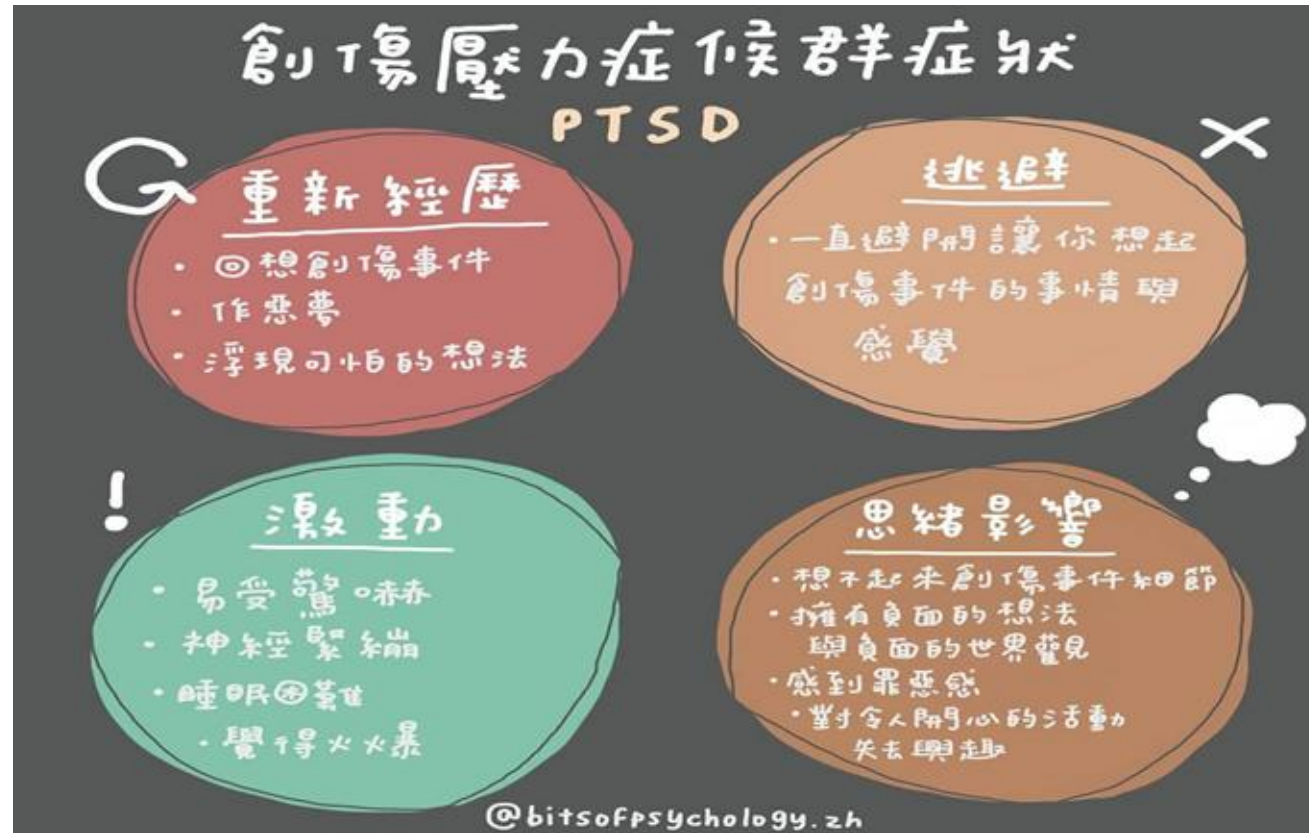 創傷壓力症候群症狀
PTSD
重新經歷
· 回想創傷事件
· 作惡夢
· 浮現可怕的想法
逃避
· 一直避開讓你想起
創傷事件的事情與
感覺
激動
· 易受驚嚇
· 神經緊繃
· 睡眠困難
· 覺得火火暴
思緒影響
· 想不起來創傷事件細節
· 擁有負面的想法
與負面的世界觀
· 感到罪惡感
· 對令人開心的活動
失去興趣
@bitsofpsychology.zh